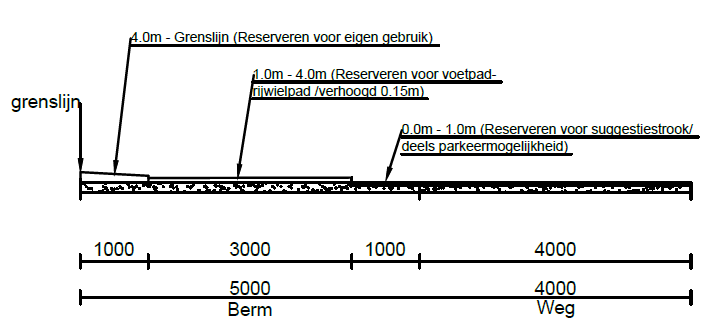 4.0m - Grenslijn (Reserveren voor eigen gebruik)
1.0m - 4.0m (Reserveren voor voetpad-
rijwielpad /verhoogd 0.15m)
grenslijn
0.0m - 1.0m (Reserveren voor suggestiestrook/
deels parkeermogelijkheid)
1000 3000 1000 4000
5000 4000
Berm Weg